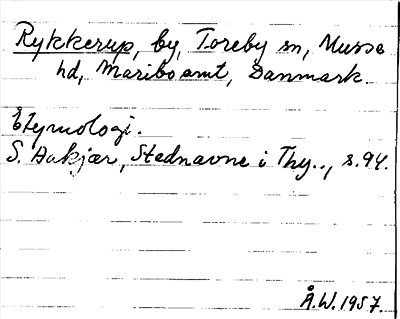 Rykkerup, by, Toreby sn, Musse
hd, Maribo amt, Danmark.
Etymologi.
S. Aakjær, Stednavne i Thy.., s. 94.
Å.W. 1957.